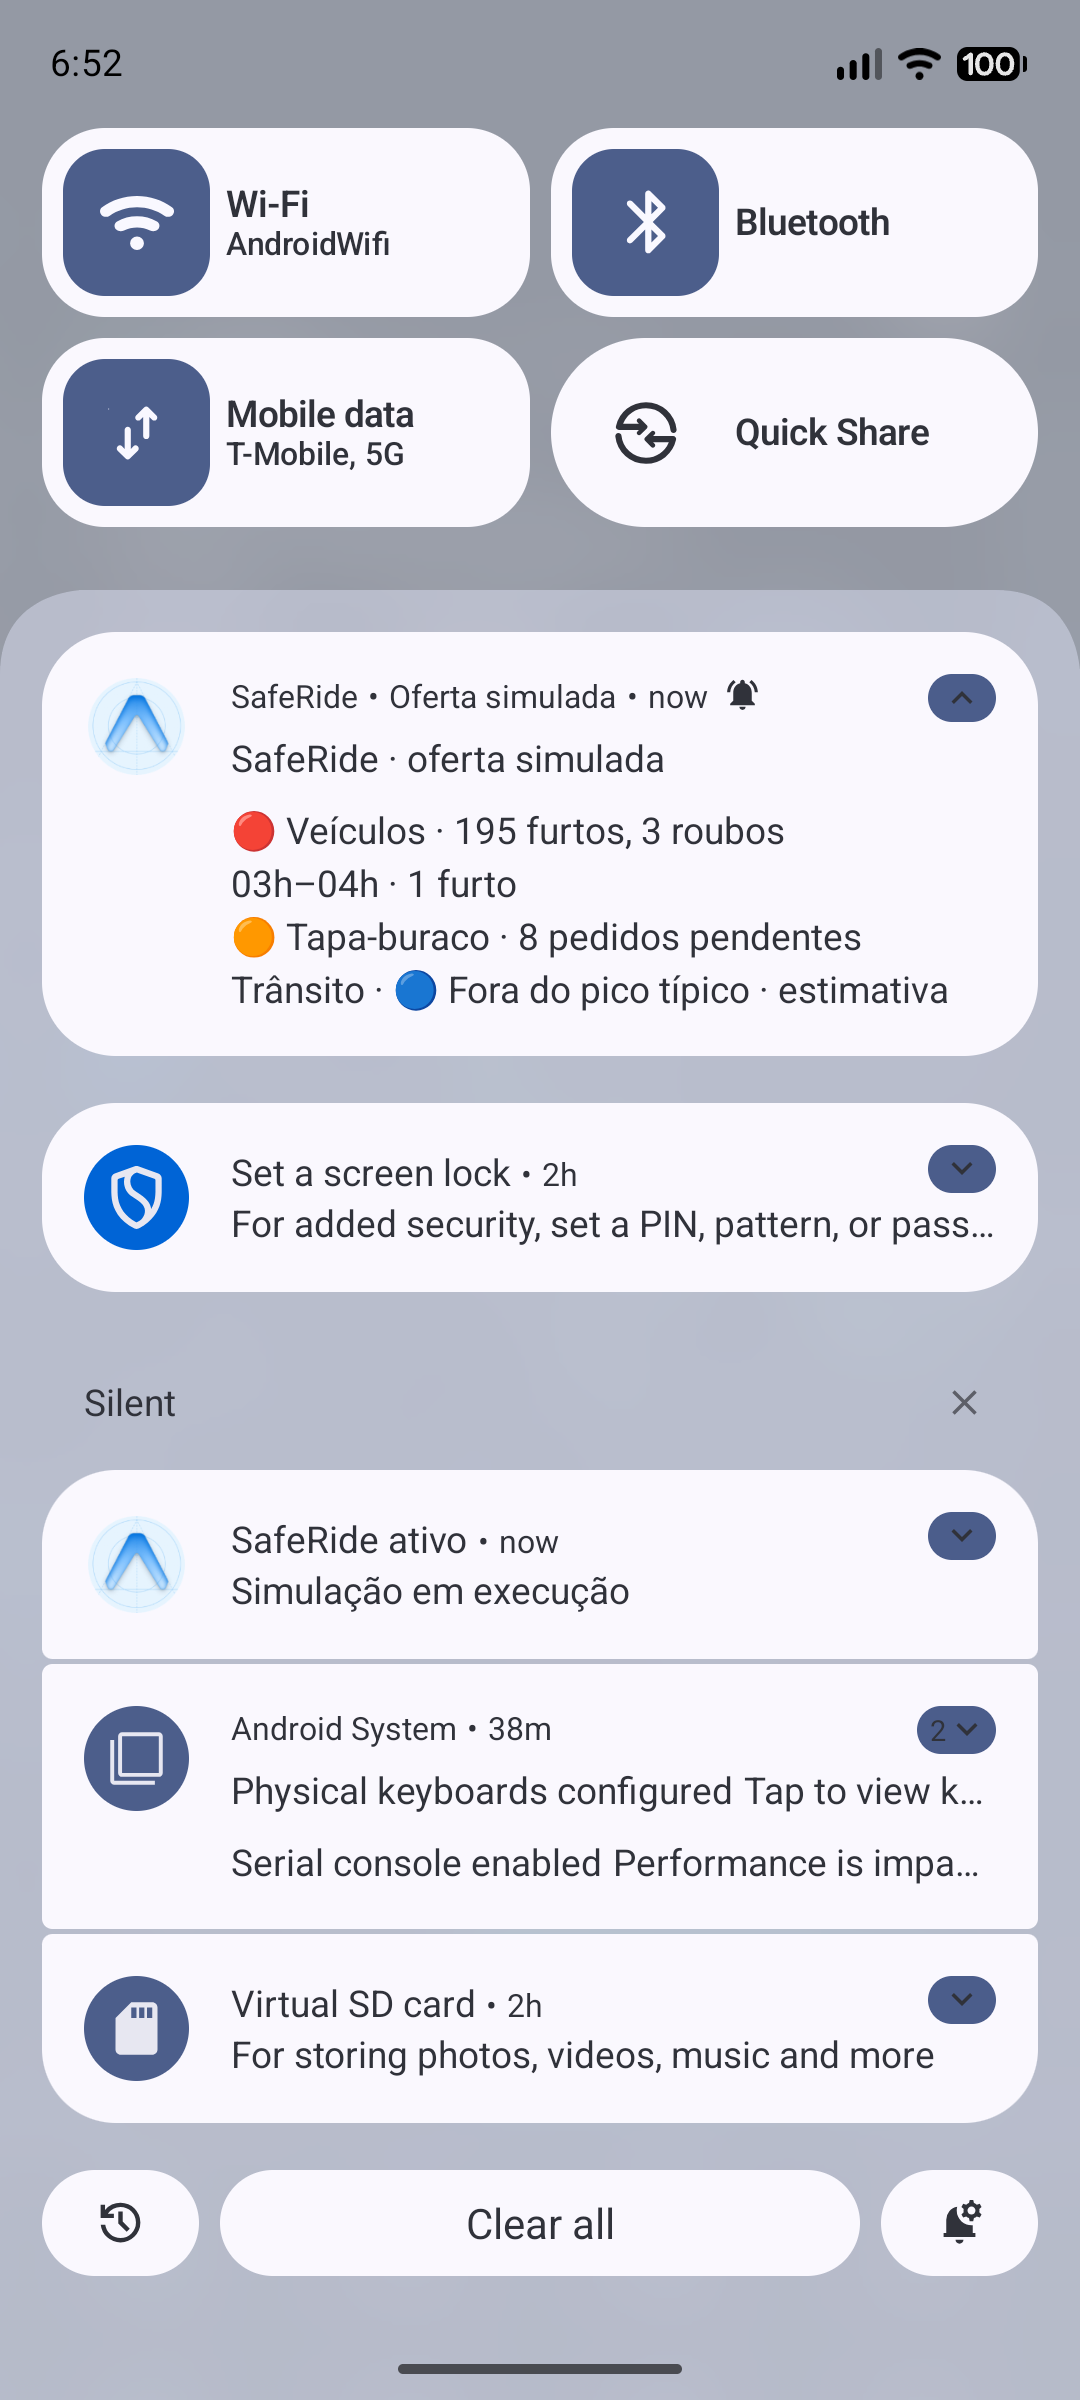 6:52
100
Wi-Fi
AndroidWifi
Bluetooth
Mobile data
T-Mobile, 5G
Quick Share
SafeRide • Oferta simulada • now
SafeRide · oferta simulada
🔴 Veículos · 195 furtos, 3 roubos
03h–04h · 1 furto
🟠 Tapa-buraco · 8 pedidos pendentes
Trânsito · 🔵 Fora do pico típico · estimativa
Set a screen lock • 2h
For added security, set a PIN, pattern, or pass…
Silent
SafeRide ativo • now
Simulação em execução
Android System • 38m
2
Physical keyboards configured Tap to view k…
Serial console enabled Performance is impa…
Virtual SD card • 2h
For storing photos, videos, music and more
Clear all